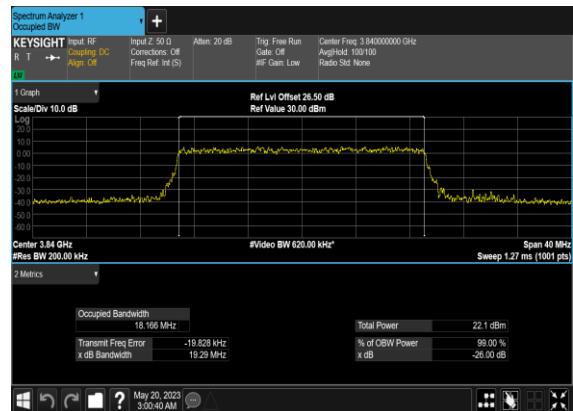 Spectrum Analyzer 1
Occupied BW
KEYSIGHT Input: RF Input Z: 50 Ω Atten: 20 dB Trig: Free Run Center Freq: 3.840000000 GHz
R T Coupling: DC Corrections: Off Gate: Off Avg|Hold: 100/100
Align: Off Freq Ref: Int (S) #IF Gain: Low Radio Std: None
LW
1 Graph
Ref Lvl Offset 26.50 dB
Scale/Div 10.0 dB Ref Value 30.00 dBm
Log
20.0
10.0
0.00
-10.0
-20.0
-30.0
-40.0
-50.0
-60.0
Center 3.84 GHz #Video BW 620.00 kHz* Span 40 MHz
#Res BW 200.00 kHz Sweep 1.27 ms (1001 pts)
2 Metrics
Occupied Bandwidth
18.166 MHz Total Power 22.1 dBm
Transmit Freq Error -19.828 kHz % of OBW Power 99.00 %
x dB Bandwidth 19.29 MHz x dB -26.00 dB
? May 20, 2023
3:00:40 AM